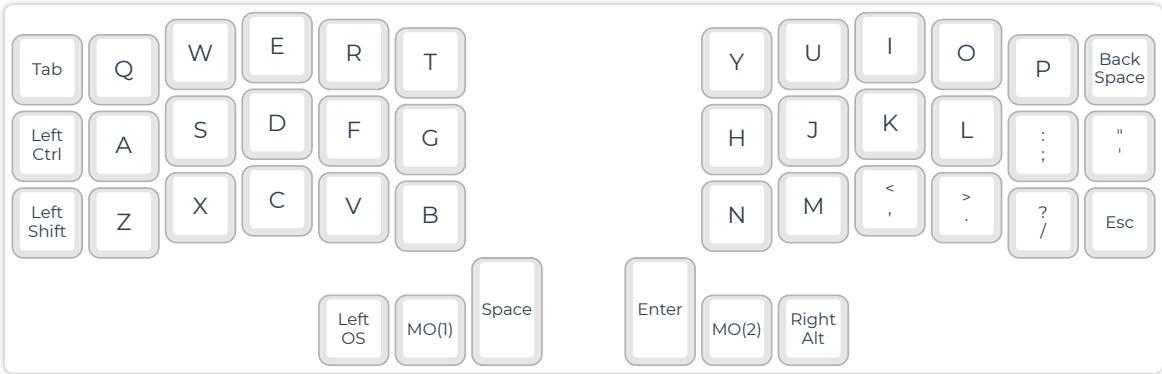 Tab Q W E R T Y U I O P Back Space
Left Ctrl A S D F G H J K L : ; " '
Left Shift Z X C V B N M < , > . ? / Esc
Left OS MO(1) Space Enter MO(2) Right Alt